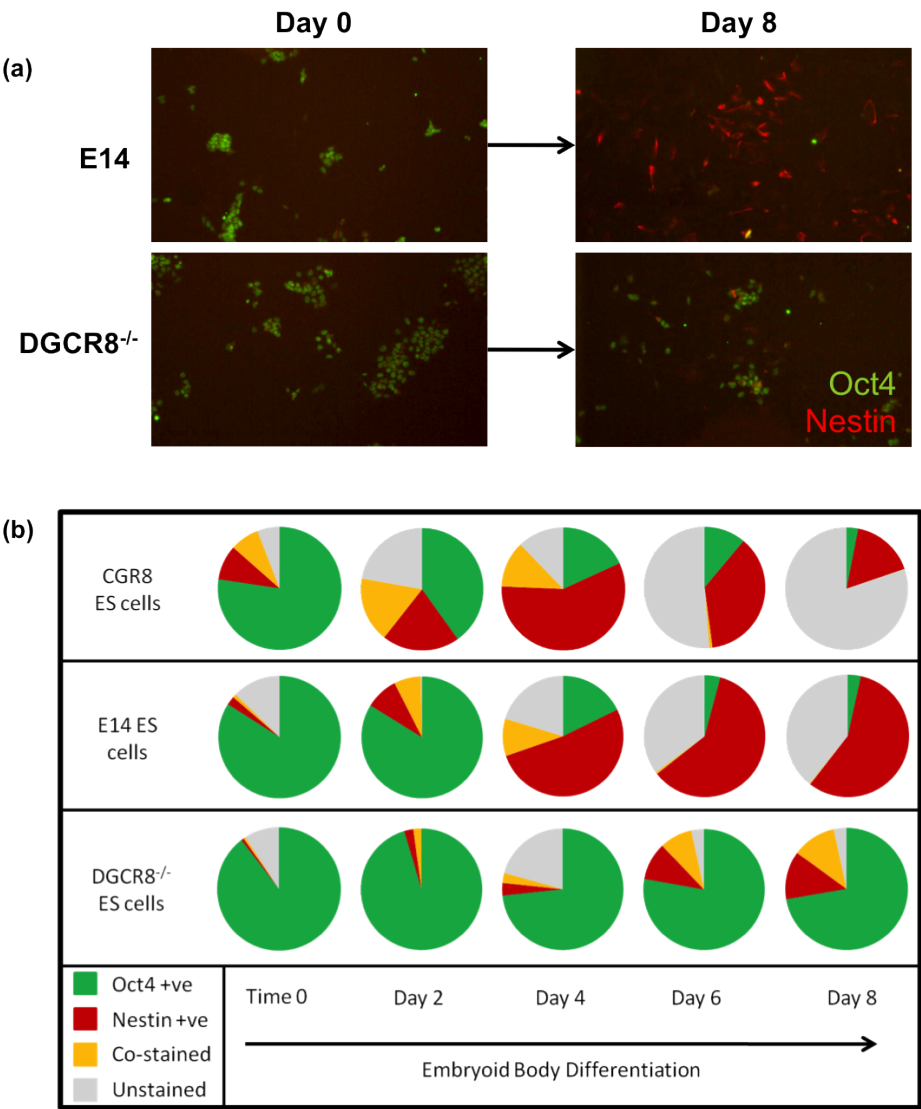 Day 0
Day 8
(a)
E14
DGCR8-/-
Oct4
Nestin
(b)
CGR8
ES cells
E14 ES
cells
DGCR8-/-
ES cells
Oct4 +ve
Nestin +ve
Co-stained
Unstained
Time 0
Day 2
Day 4
Day 6
Day 8
Embryoid Body Differentiation